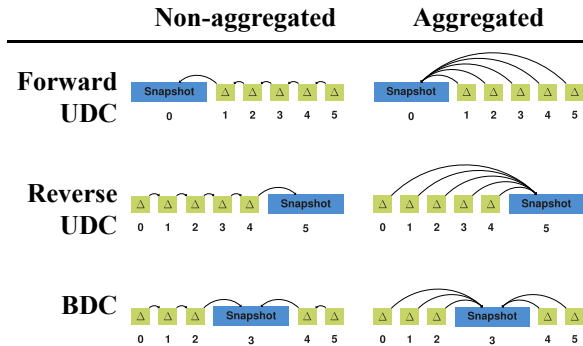 Non-aggregated Aggregated
Forward UDC
Snapshot Δ Δ Δ Δ Δ Snapshot Δ Δ Δ Δ Δ
0 1 2 3 4 5 0 1 2 3 4 5
Reverse UDC
Δ Δ Δ Δ Δ Snapshot Δ Δ Δ Δ Δ Snapshot
0 1 2 3 4 5 0 1 2 3 4 5
BDC
Δ Δ Δ Snapshot Δ Δ Δ Δ Δ Snapshot Δ Δ
0 1 2 3 4 5 0 1 2 3 4 5